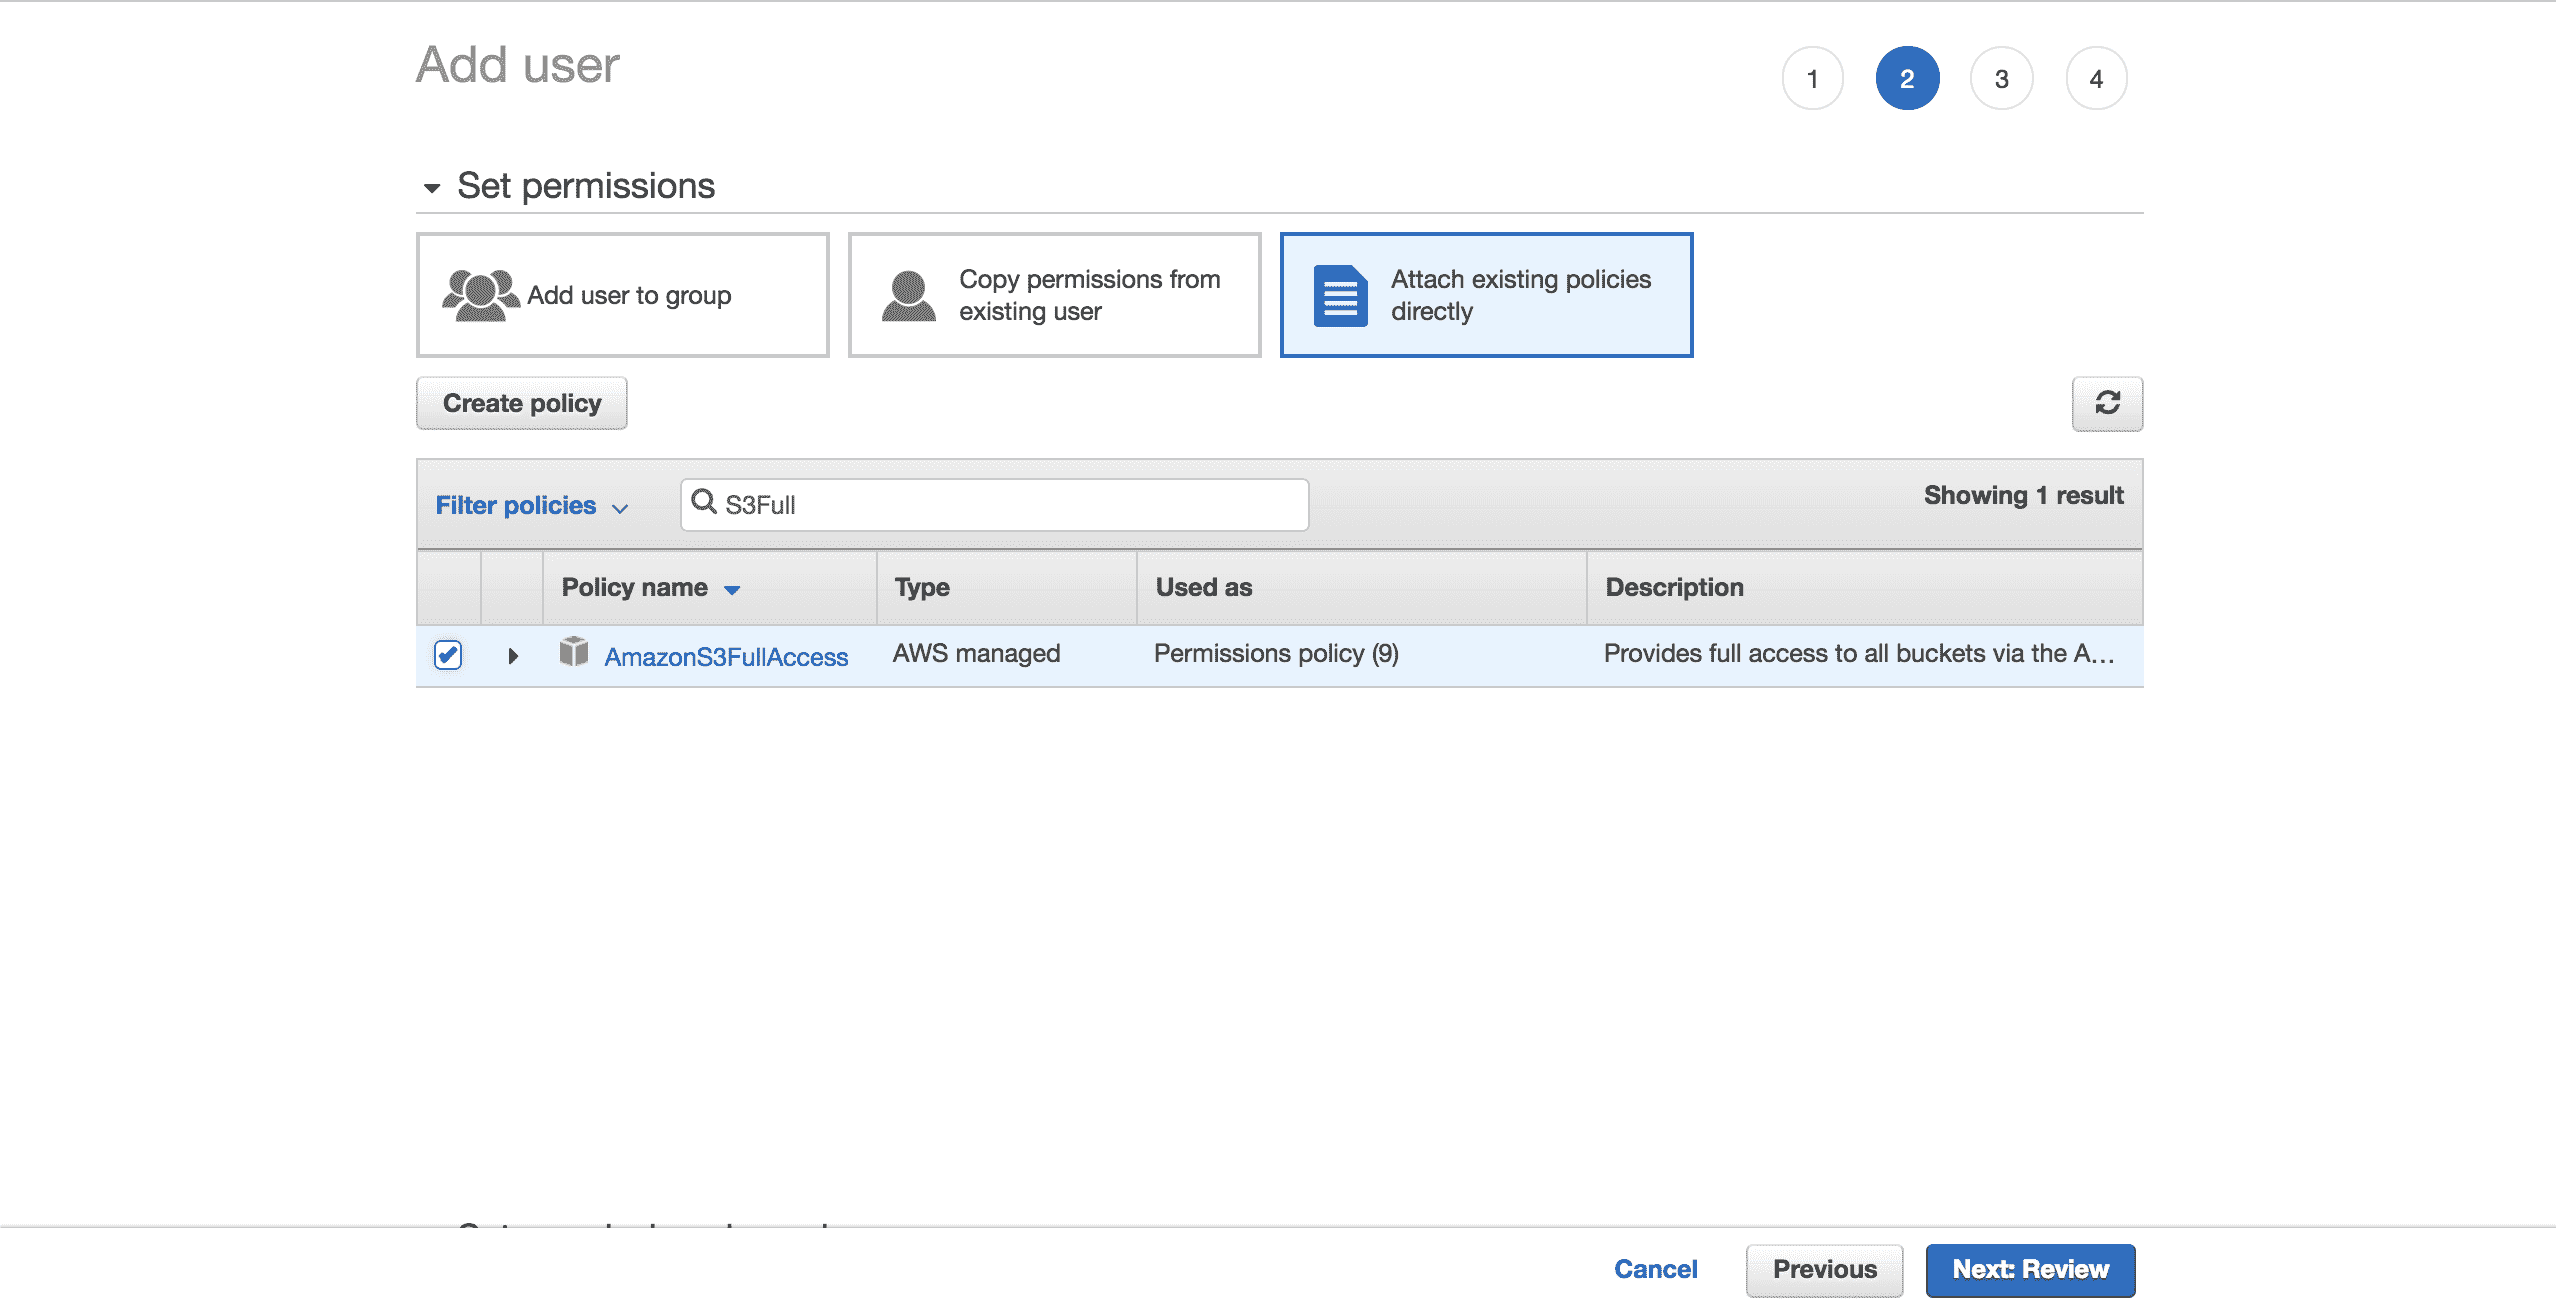 Add user
1 2 3 4
Set permissions
Add user to group
Copy permissions from
existing user
Attach existing policies
directly
Create policy
Filter policies
S3Full
Showing 1 result
Policy name Type Used as Description
AmazonS3FullAccess AWS managed Permissions policy (9) Provides full access to all buckets via the A...
Cancel Previous Next: Review